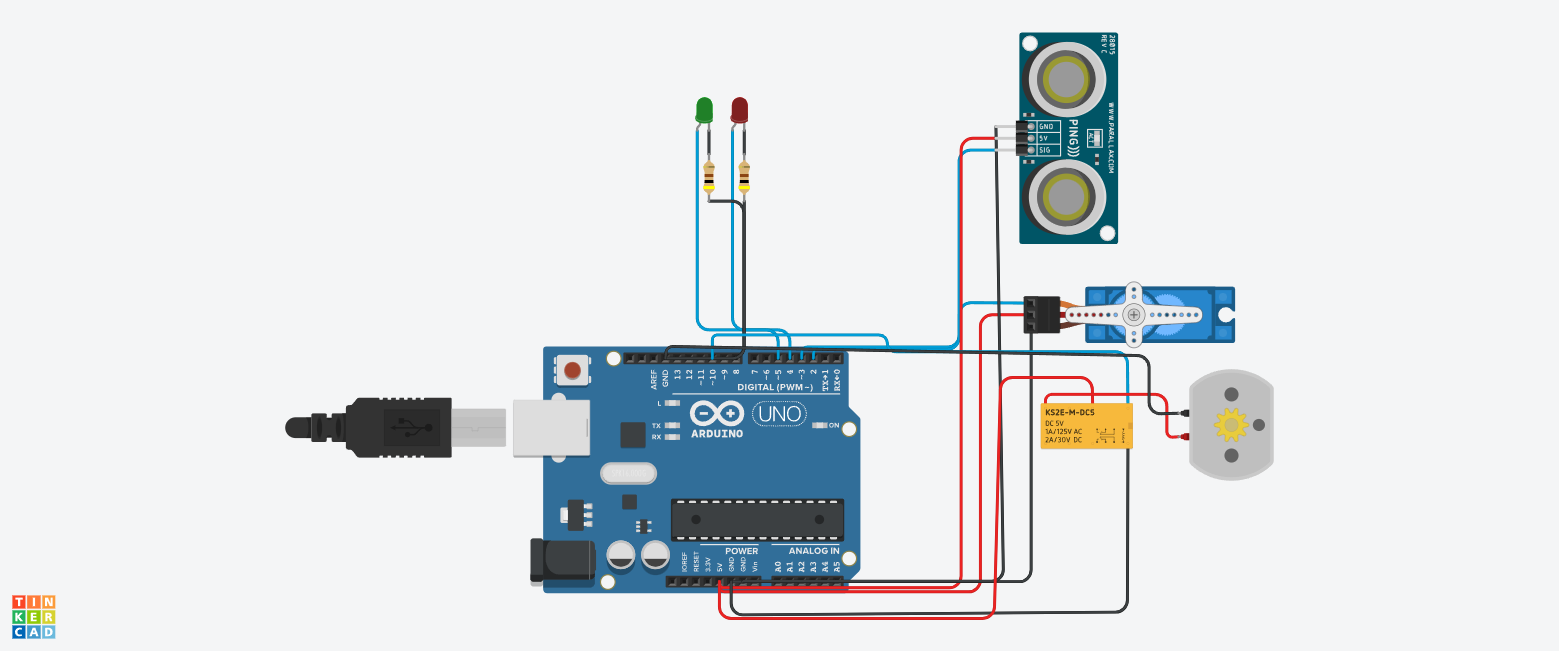 28015
REV C
WWW.PARALLAX.COM
PING)))
GND
5V
SIG
AREF
GND
13
12
~11
~10
~9
8
7
~6
~5
4
~3
2
TX→1
RX←0
DIGITAL (PWM~)
L
TX
RX
UNO
ARDUINO
ON
KS2E-M-DC5
DC 5V
1A/125V AC
2A/30V DC
POWER
ANALOG IN
IOREF
RESET
3.3V
5V
GND
GND
Vin
A0
A1
A2
A3
A4
A5
TIN
KER
CAD